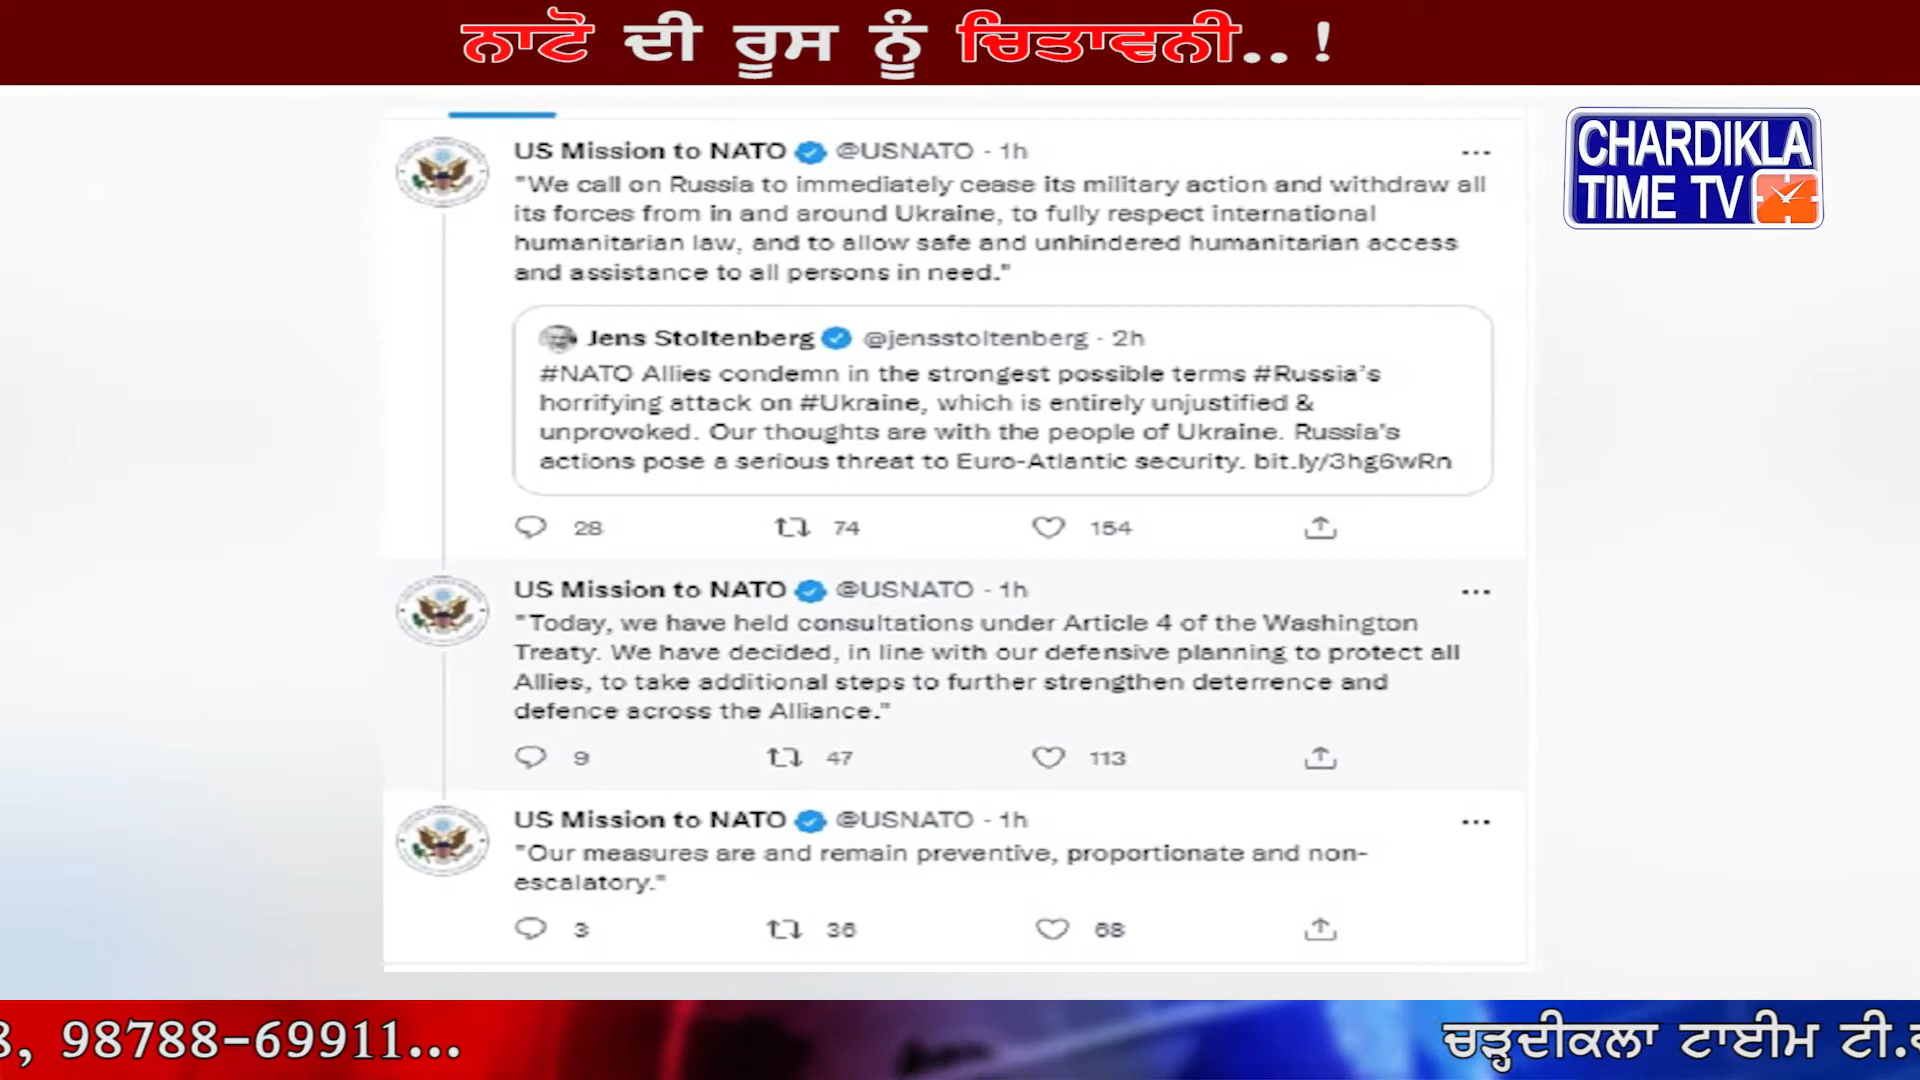 ਨਾਟੋ ਦੀ ਰੂਸ ਨੂੰ ਚਿਤਾਵਨੀ..!
CHARDIKLA
TIME TV
US Mission to NATO @USNATO · 1h
"We call on Russia to immediately cease its military action and withdraw all
its forces from in and around Ukraine, to fully respect international
humanitarian law, and to allow safe and unhindered humanitarian access
and assistance to all persons in need."
Jens Stoltenberg @jensstoltenberg · 2h
#NATO Allies condemn in the strongest possible terms #Russia's
horrifying attack on #Ukraine, which is entirely unjustified &
unprovoked. Our thoughts are with the people of Ukraine. Russia's
actions pose a serious threat to Euro-Atlantic security. bit.ly/3hg6wRn
28 74 154
US Mission to NATO @USNATO · 1h
"Today, we have held consultations under Article 4 of the Washington
Treaty. We have decided, in line with our defensive planning to protect all
Allies, to take additional steps to further strengthen deterrence and
defence across the Alliance."
9 47 113
US Mission to NATO @USNATO · 1h
"Our measures are and remain preventive, proportionate and non-
escalatory."
3 36 68
8, 98788-69911... ਚੜ੍ਹਦੀਕਲਾ ਟਾਈਮ ਟੀ.